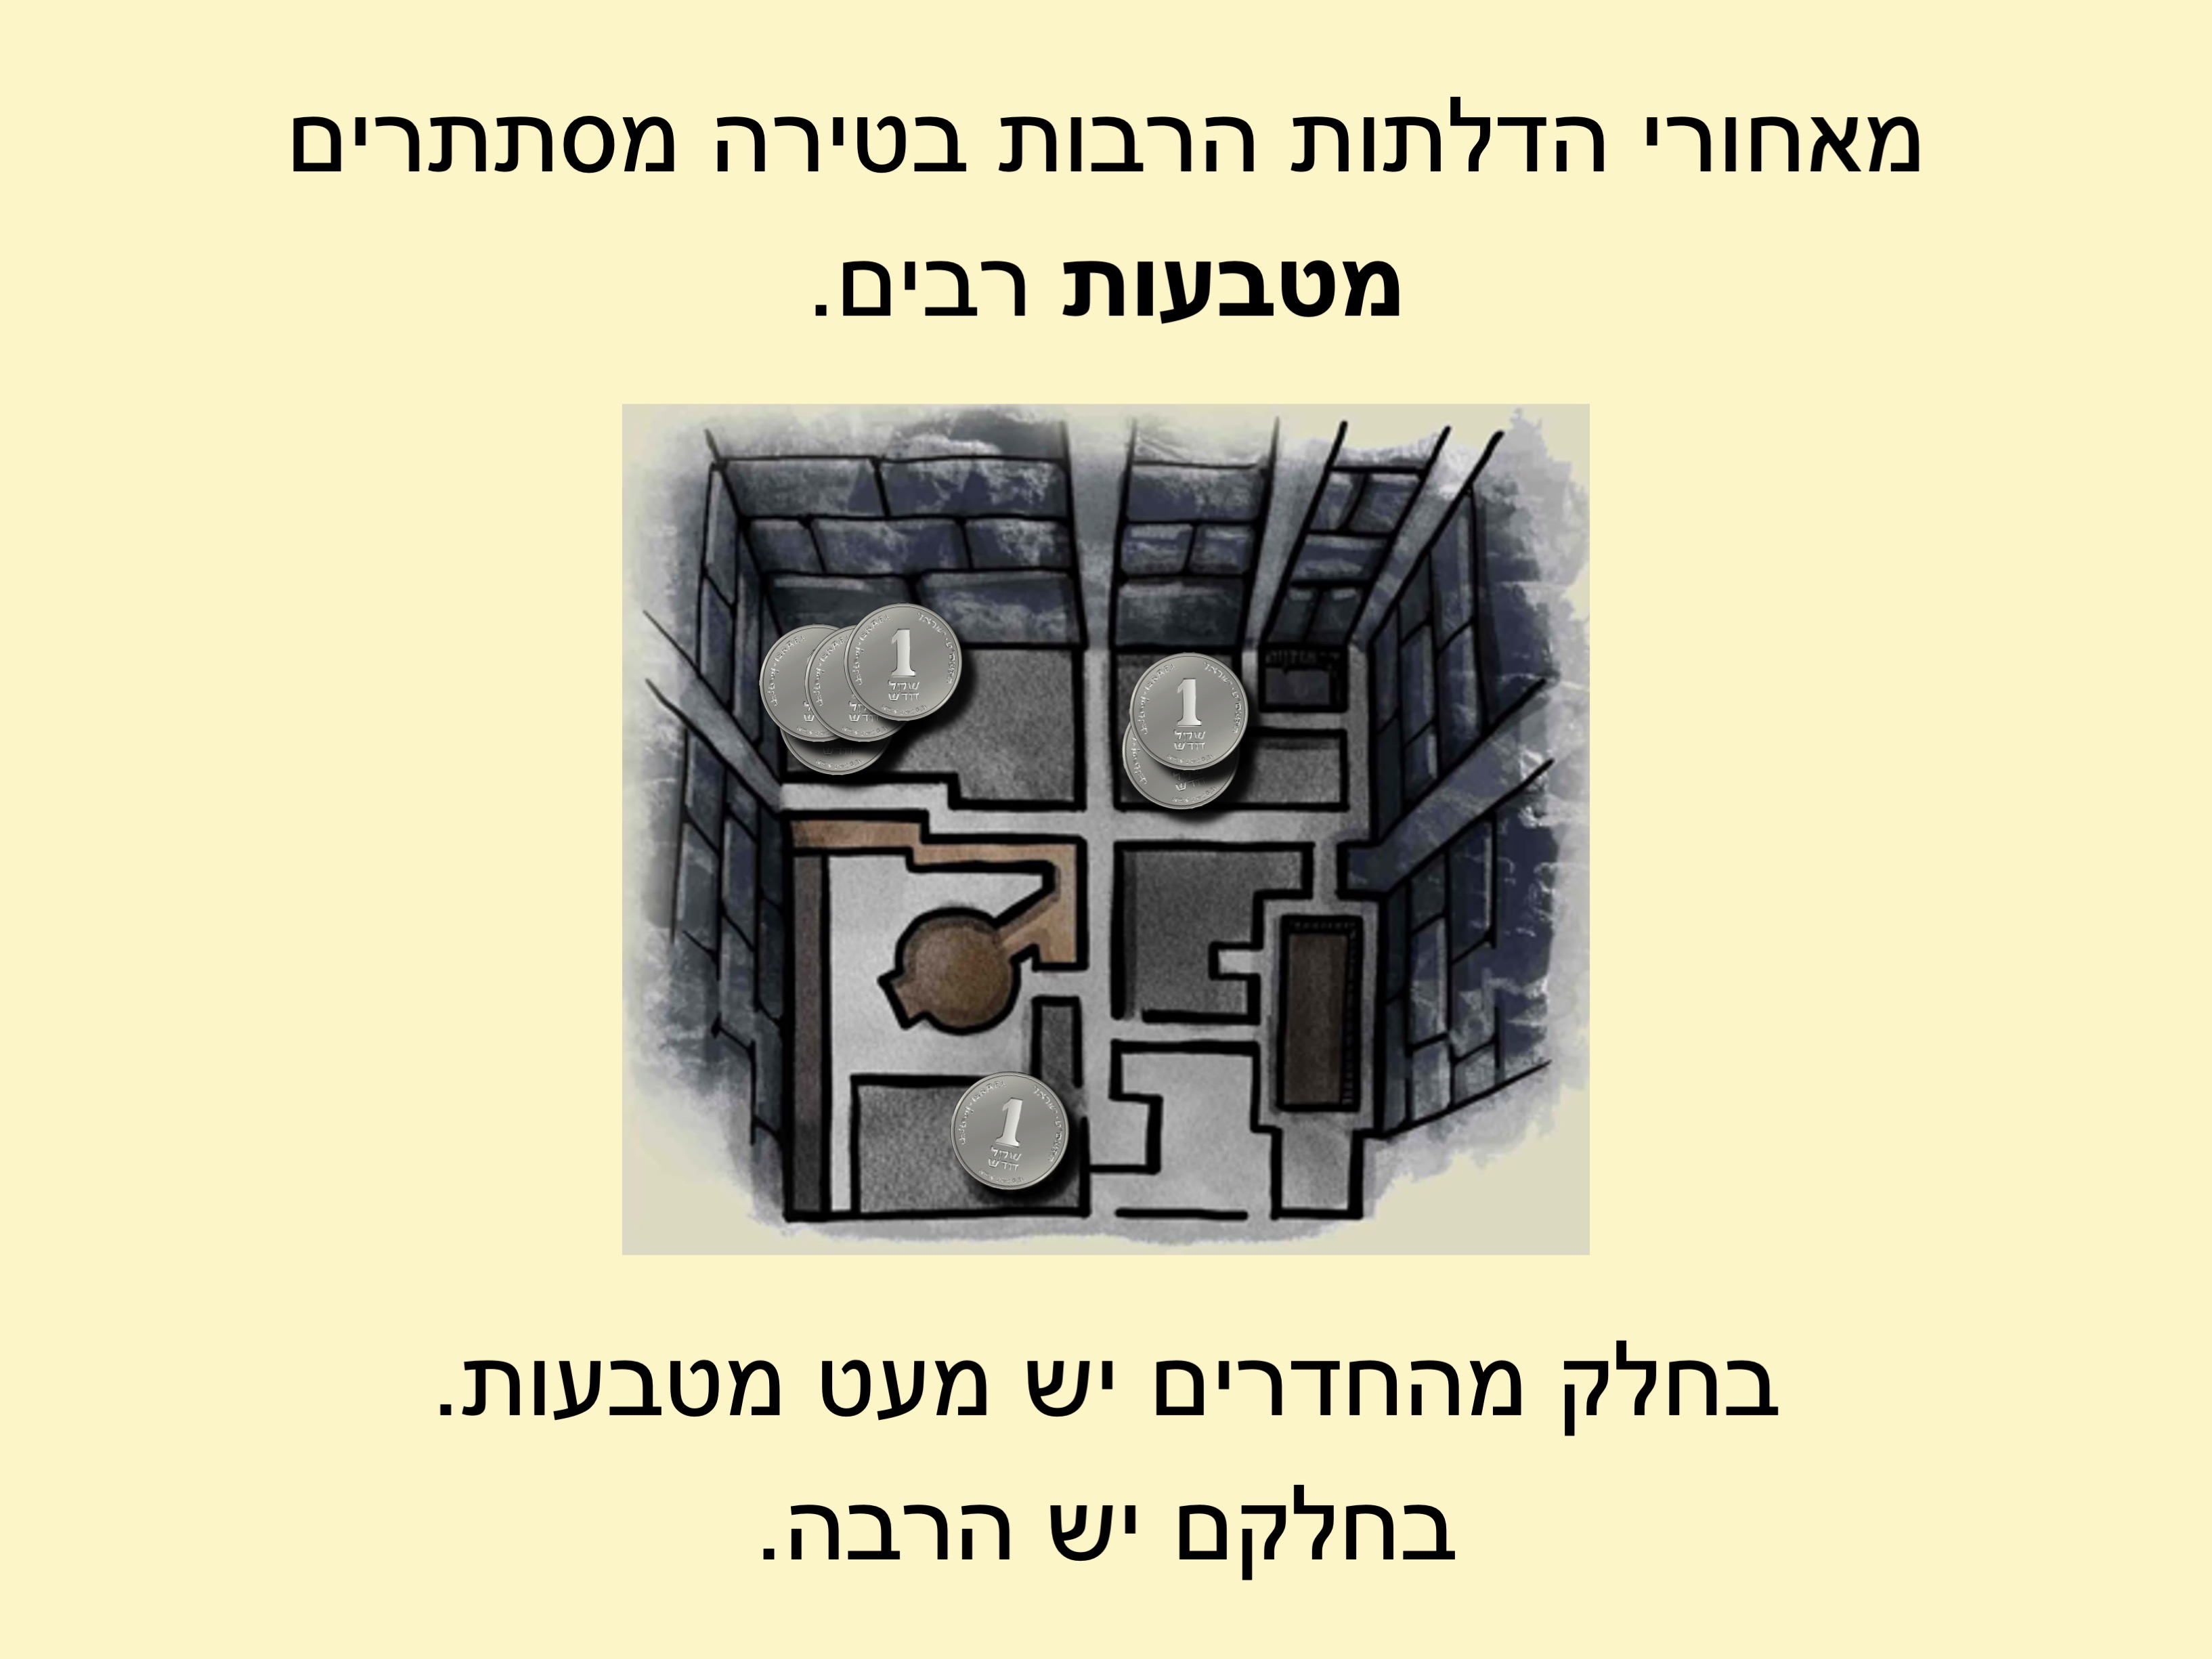 מאחורי הדלתות הרבות בטירה מסתתרים
מטבעות רבים.
1
שקל
חדש
1
שקל
חדש
1
שקל
חדש
בחלק מהחדרים יש מעט מטבעות.
בחלקם יש הרבה.